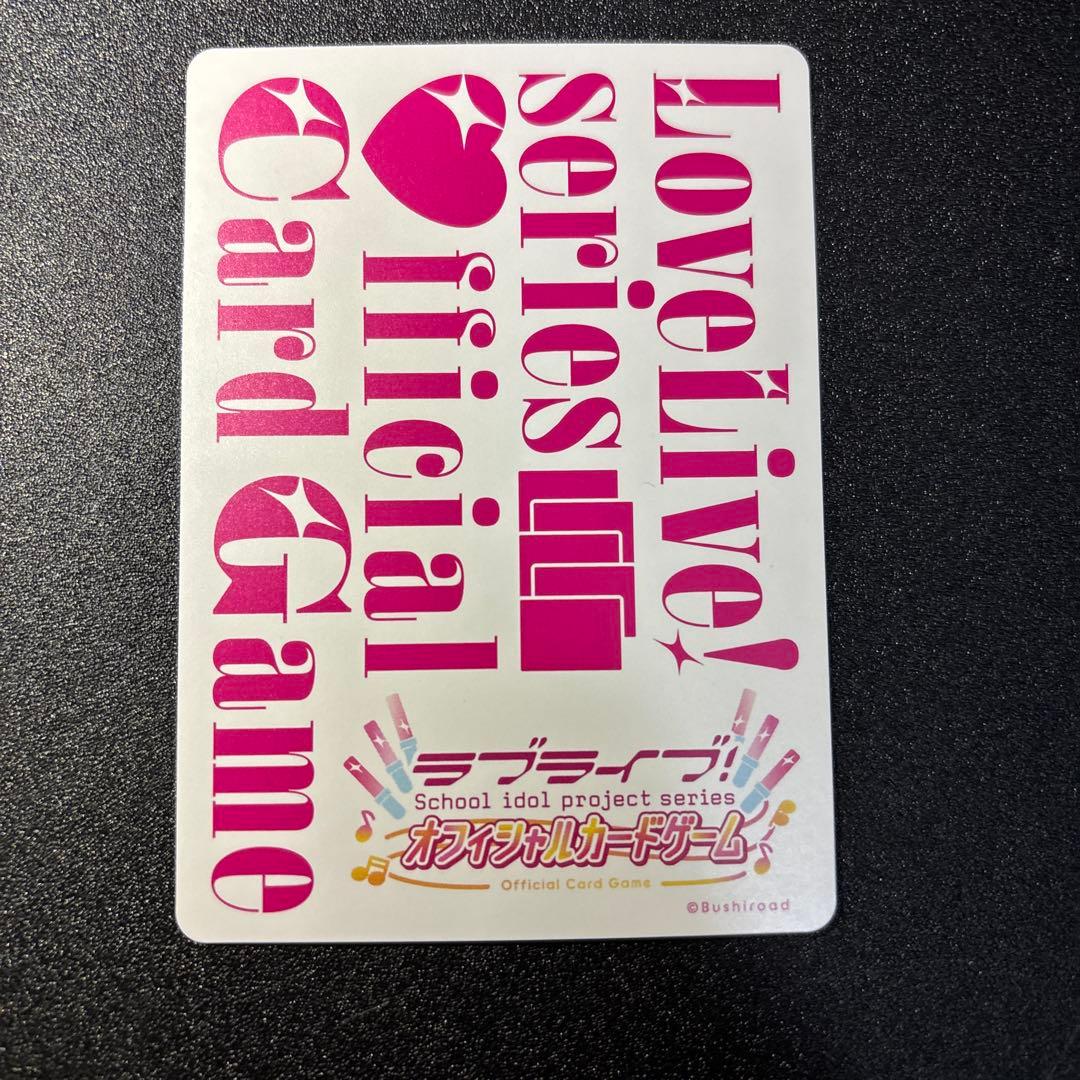 LoveLive!
series
♥fficial
Card Game
ラブライブ!
School idol project series
オフィシャルカードゲーム
Official Card Game
©Bushiroad